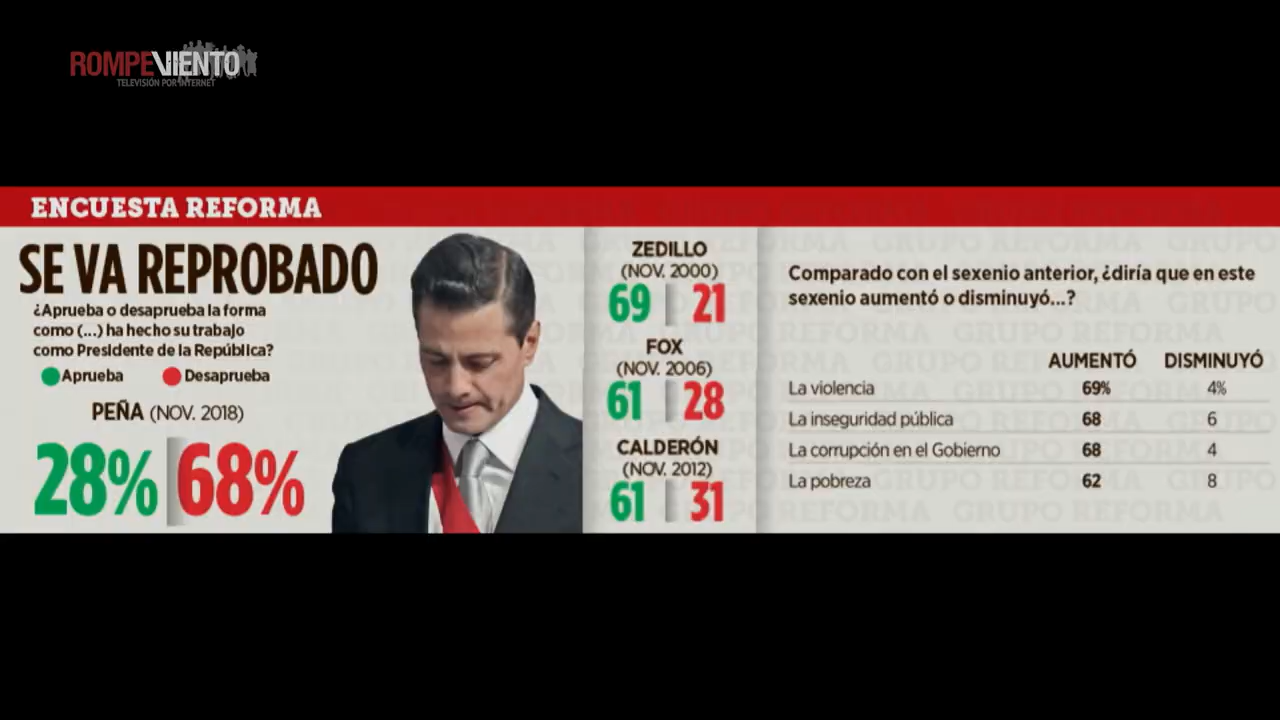 ROMPEVIENTO
TELEVISIÓN POR INTERNET
ENCUESTA REFORMA
SE VA REPROBADO
¿Aprueba o desaprueba la forma
como (...) ha hecho su trabajo
como Presidente de la República?
Aprueba Desaprueba
PEÑA (NOV. 2018)
28% 68%
ZEDILLO
(NOV. 2000)
69 21
FOX
(NOV. 2006)
61 28
CALDERÓN
(NOV. 2012)
61 31
Comparado con el sexenio anterior, ¿diría que en este
sexenio aumentó o disminuyó...?
AUMENTÓ DISMINUYÓ
La violencia 69% 4%
La inseguridad pública 68 6
La corrupción en el Gobierno 68 4
La pobreza 62 8